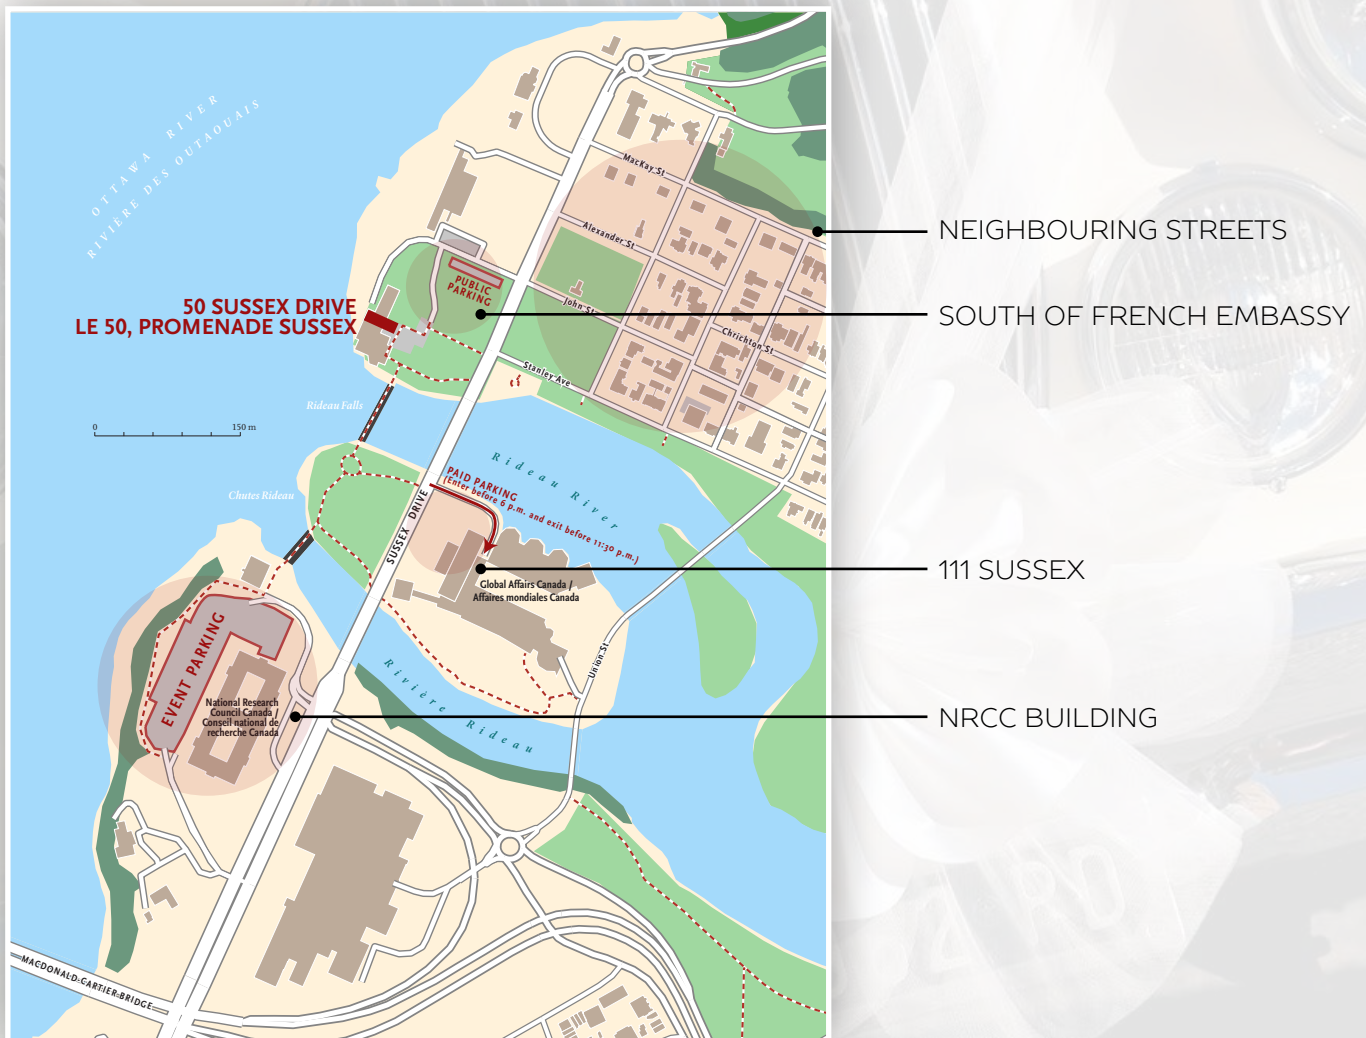 OTTAWA RIVER
RIVIÈRE DES OUTAOUAIS
MacKay St
Alexander St
NEIGHBOURING STREETS
PUBLIC
PARKING
50 SUSSEX DRIVE
LE 50, PROMENADE SUSSEX
John St
SOUTH OF FRENCH EMBASSY
Chrichton St
Stanley Ave
Rideau Falls
0 150 m
Rideau River
PAID PARKING
(Enter before 6 p.m. and exit before 11:30 p.m.)
Chutes Rideau
SUSSEX DRIVE
111 SUSSEX
Global Affairs Canada /
Affaires mondiales Canada
EVENT PARKING
Union St
Rivière Rideau
National Research
Council Canada /
Conseil national de
recherche Canada
NRCC BUILDING
MACDONALD-CARTIER BRIDGE